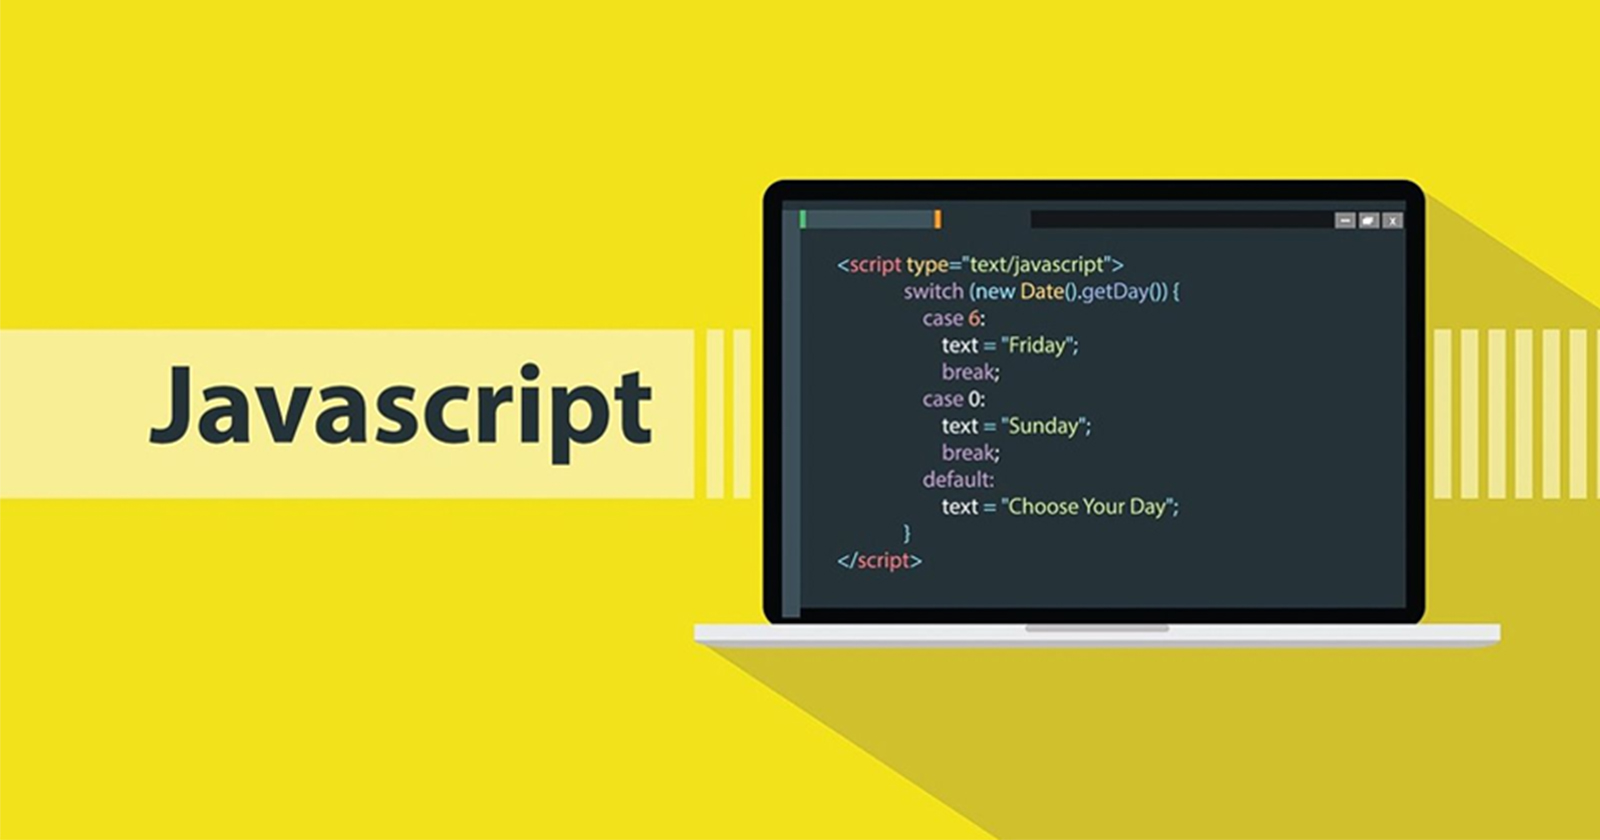 Javascript
<script type="text/javascript">
switch (new Date().getDay()) {
case 6:
text = "Friday";
break;
case 0:
text = "Sunday";
break;
default:
text = "Choose Your Day";
}
</script>